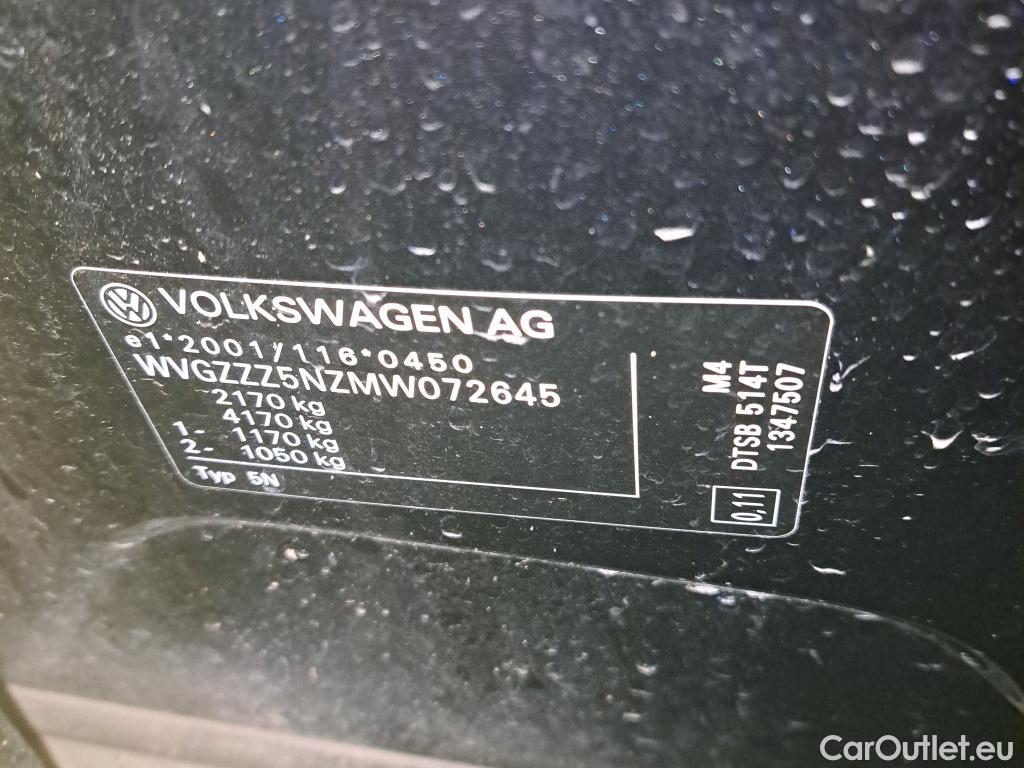 VOLKSWAGEN AG
e1*2001/116*0450
WVGZZZ5NZMW072645
2170 kg
4170 kg
1- 1170 kg
2- 1050 kg
Typ 5N
M4
DTSB 514T
1347507
0,11
CarOutlet.eu